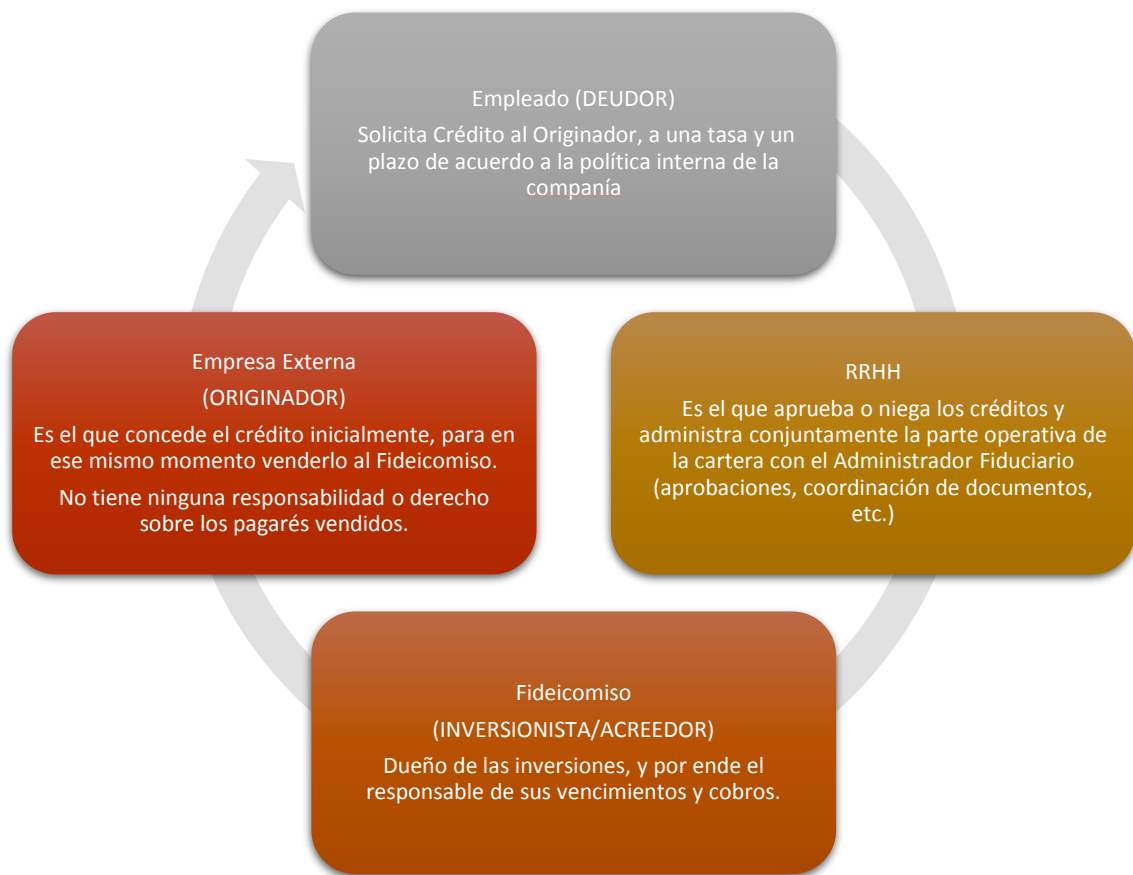 Empleado (DEUDOR)
Solicita Crédito al Originador, a una tasa y un
plazo de acuerdo a la política interna de la
companía
Empresa Externa
(ORIGINADOR)
Es el que concede el crédito inicialmente, para en
ese mismo momento venderlo al Fideicomiso.
No tiene ninguna responsabilidad o derecho
sobre los pagarés vendidos.
RRHH
Es el que aprueba o niega los créditos y
administra conjuntamente la parte operativa de
la cartera con el Administrador Fiduciario
(aprobaciones, coordinación de documentos,
etc.)
Fideicomiso
(INVERSIONISTA/ACREEDOR)
Dueño de las inversiones, y por ende el
responsable de sus vencimientos y cobros.